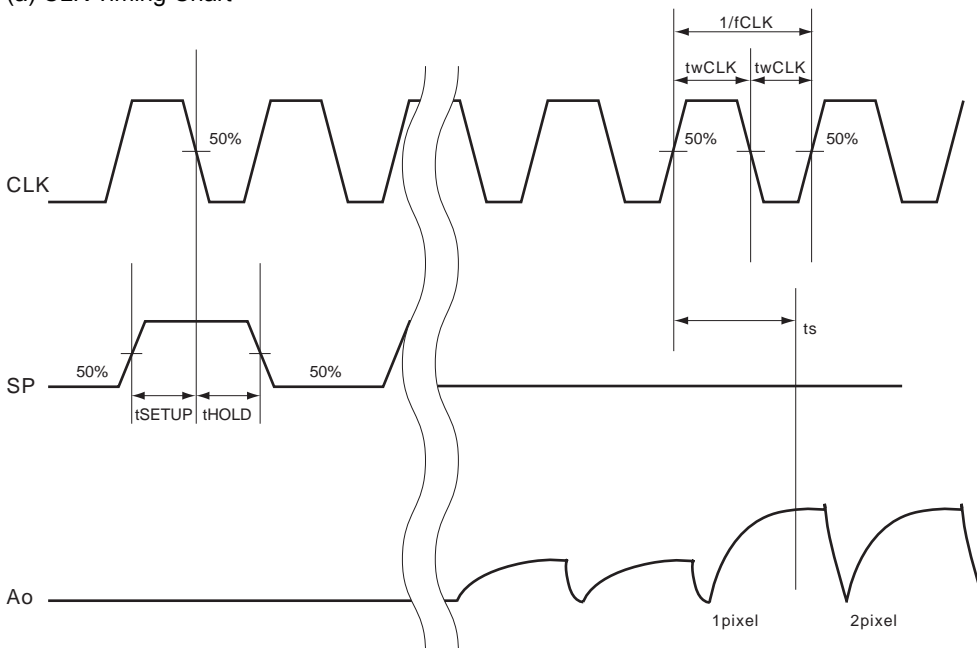 (a) CLK Timing Chart
1/fCLK
twCLK twCLK
50% 50% 50%
CLK
ts
50% 50%
SP
tSETUP tHOLD
Ao
1pixel 2pixel